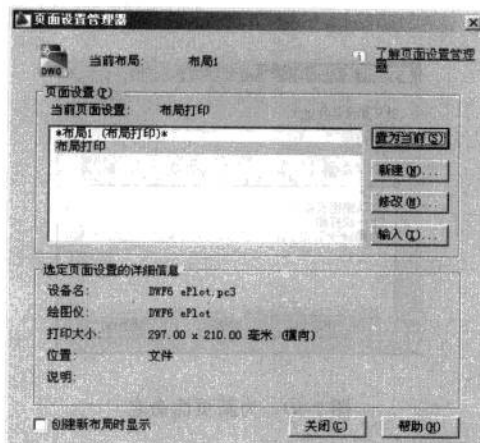 页面设置管理器
DWG
当前布局: 布局1
了解页面设置管理器
页面设置(P)
当前页面设置: 布局打印
*布局1 (布局打印)*
布局打印
置为当前(S)
新建(N)...
修改(M)...
输入(I)...
选定页面设置的详细信息
设备名: DWF6 ePlot.pc3
绘图仪: DWF6 ePlot
打印大小: 297.00 x 210.00 毫米 (横向)
位置: 文件
说明:
创建新布局时显示
关闭(C)
帮助(H)